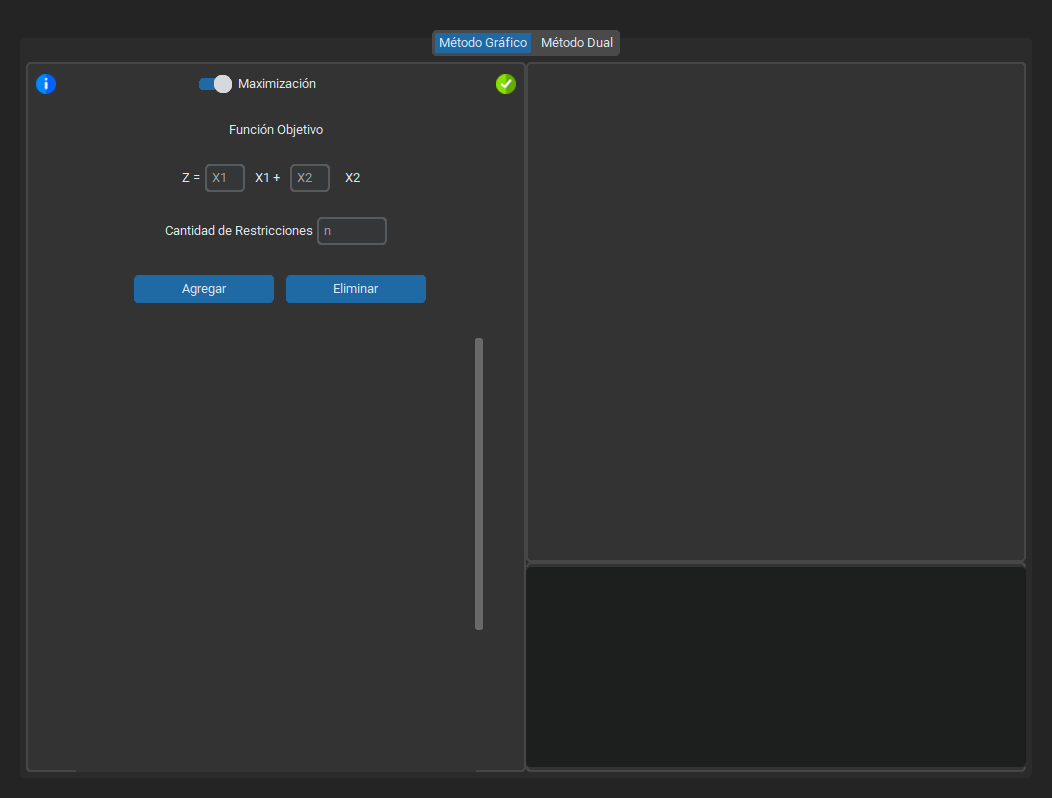 Método Gráfico Método Dual
i Maximización
Función Objetivo
Z = X1 X1 + X2 X2
Cantidad de Restricciones n
Agregar Eliminar